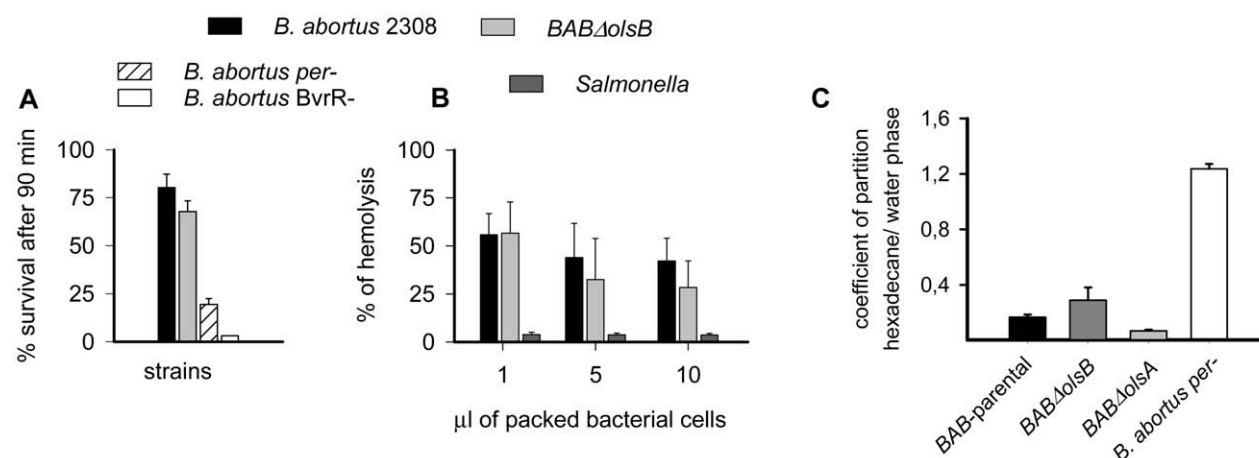 B. abortus 2308
BABΔolsB
B. abortus per-
B. abortus BvrR-
Salmonella
A
% survival after 90 min
100
75
50
25
0
strains
B
% of hemolysis
100
75
50
25
0
1 5 10
µl of packed bacterial cells
C
coefficient of partition
hexadecane/ water phase
1,6
1,2
0,8
0,4
BAB-parental
BABΔolsB
BABΔolsA
B. abortus per-